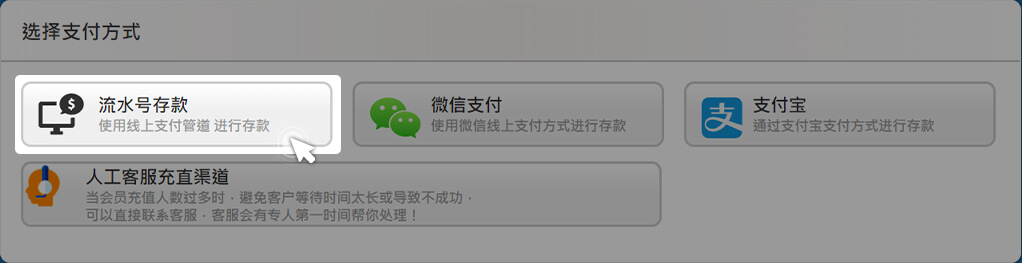 選择支付方式
流水号存款
使用线上支付管道 进行存款
微信支付
使用微信线上支付方式进行存款
支付宝
通过支付宝支付方式进行存款
人工客服充直渠道
当会员充值人数过多时，避免客户等待时间太长或导致不成功，
可以直接联系客服，客服会有专人第一时间帮你处理！